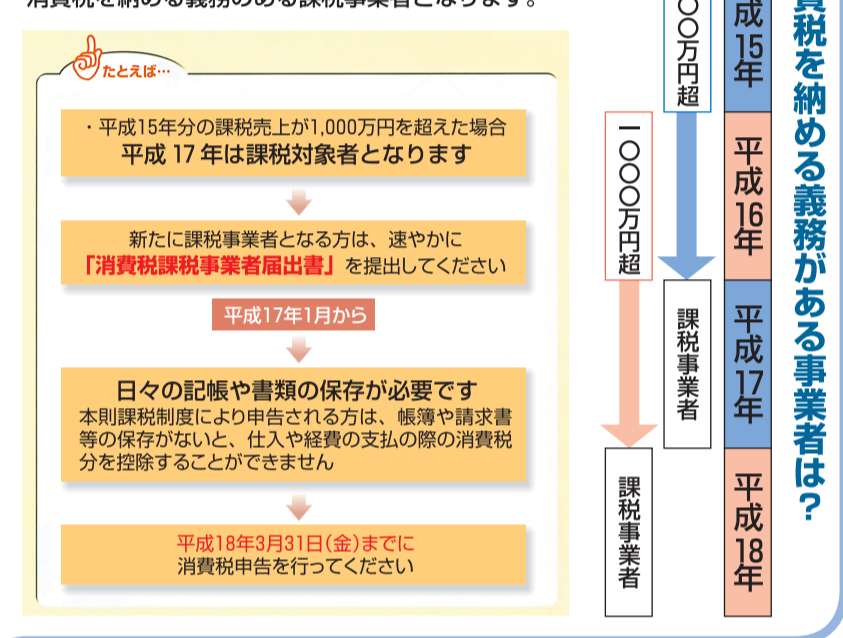 消費税を納める義務のある課税事業者となります。
たとえば…
・平成15年分の課税売上が1,000万円を超えた場合
平成17年は課税対象者となります
新たに課税事業者となる方は、速やかに
「消費税課税事業者届出書」を提出してください
平成17年1月から
日々の記帳や書類の保存が必要です
本則課税制度により申告される方は、帳簿や請求書
等の保存がないと、仕入や経費の支払の際の消費税
分を控除することができません
平成18年3月31日(金)までに
消費税申告を行ってください
費税を納める義務がある事業者は？
成15年
平成16年
平成17年
平成18年
〇〇万円超
課税事業者
一〇〇〇万円超
課税事業者